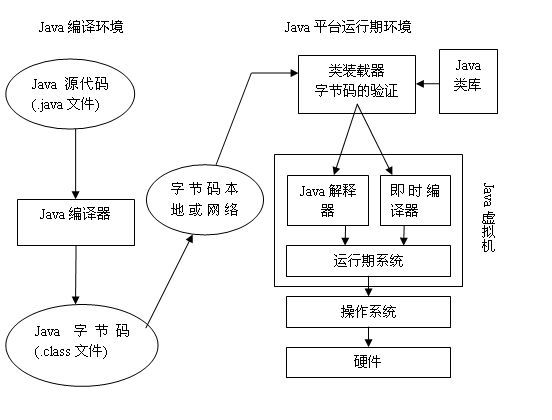 Java 编译环境
Java 源代码
(.java 文件)
Java 编译器
Java 字节码
(.class 文件)
字节码本
地或网络
Java 平台运行期环境
类装载器
字节码的验证
Java
类库
Java 解释
器
即时编
译器
运行期系统
Java 虚拟机
操作系统
硬件